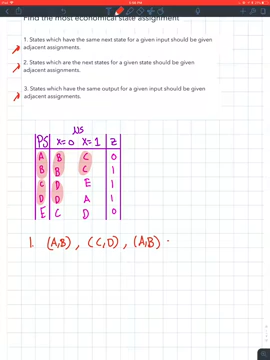 2:38 PM
Find the most economical state assignment
1. States which have the same next state for a given input should be given
adjacent assignments.
2. States which are the next states for a given state should be given
adjacent assignments.
3. States which have the same output for a given input should be given
adjacent assignments.
NS
PS X=0 X=1 Z
A B C 0
B B C 1
C D E 1
D D A 1
E C D 0
1. (A,B) , (C,D) , (A,B)